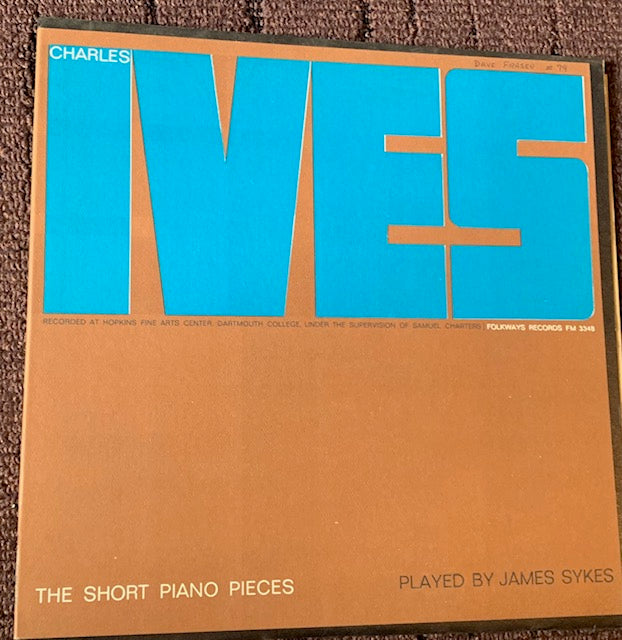 CHARLES
Dave Fraser
IVES
RECORDED AT HOPKINS FINE ARTS CENTER, DARTMOUTH COLLEGE, UNDER THE SUPERVISION OF SAMUEL CHARTERS FOLKWAYS RECORDS FM 3348
THE SHORT PIANO PIECES
PLAYED BY JAMES SYKES